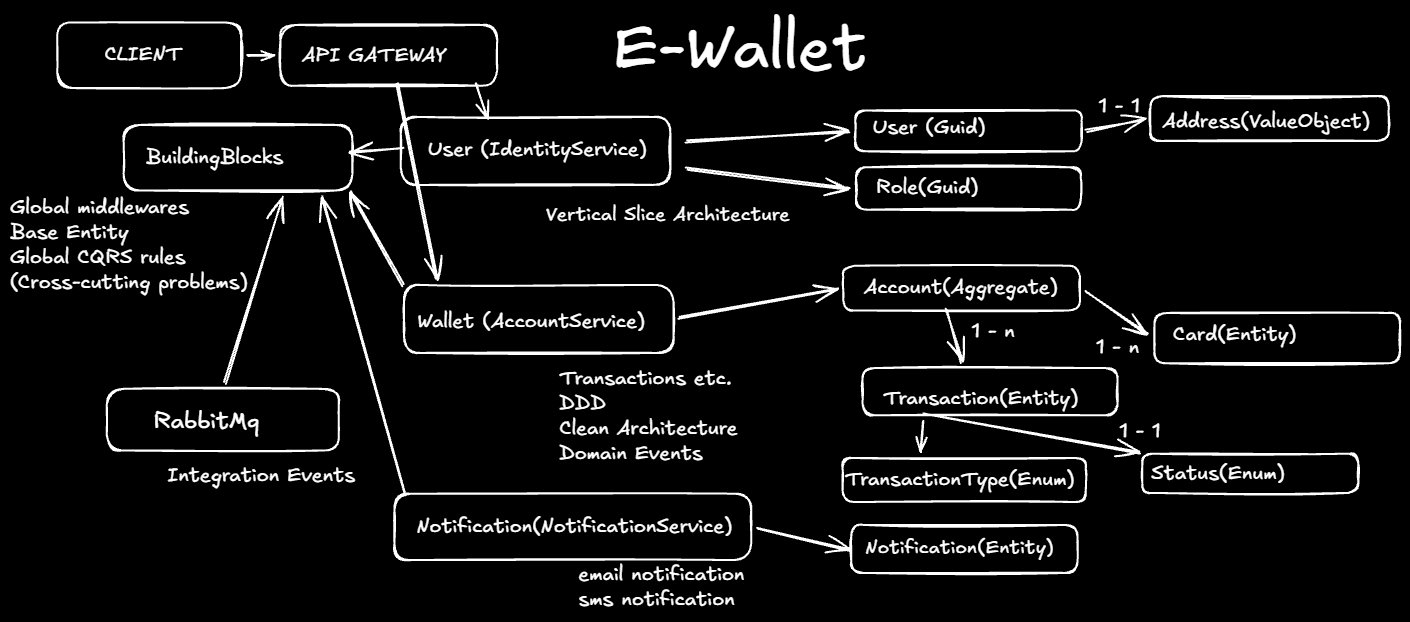 E-Wallet
CLIENT
API GATEWAY
BuildingBlocks
User (IdentityService)
User (Guid)
1 - 1
Address(ValueObject)
Role(Guid)
Vertical Slice Architecture
Global middlewares
Base Entity
Global CQRS rules
(Cross-cutting problems)
Wallet (AccountService)
Account(Aggregate)
1 - n
1 - n
Card(Entity)
Transactions etc.
DDD
Clean Architecture
Domain Events
Transaction(Entity)
1 - 1
TransactionType(Enum)
Status(Enum)
RabbitMq
Integration Events
Notification(NotificationService)
Notification(Entity)
email notification
sms notification